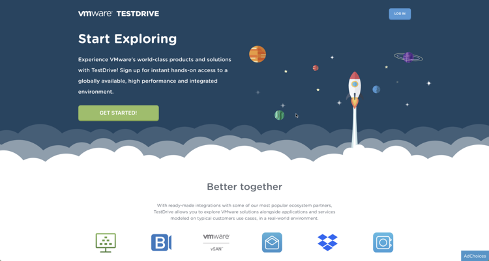 vmware TESTDRIVE
LOG IN
Start Exploring
Experience VMware's world-class products and solutions
with TestDrive! Sign up for instant hands-on access to a
globally available, high performance and integrated
environment.
GET STARTED!
Better together
With ready-made integrations with some of our most popular ecosystem partners,
TestDrive allows you to explore VMware solutions alongside applications and services
modeled on typical customers use cases, in a real-world environment.
B
vmware
vSAN
AdChoices